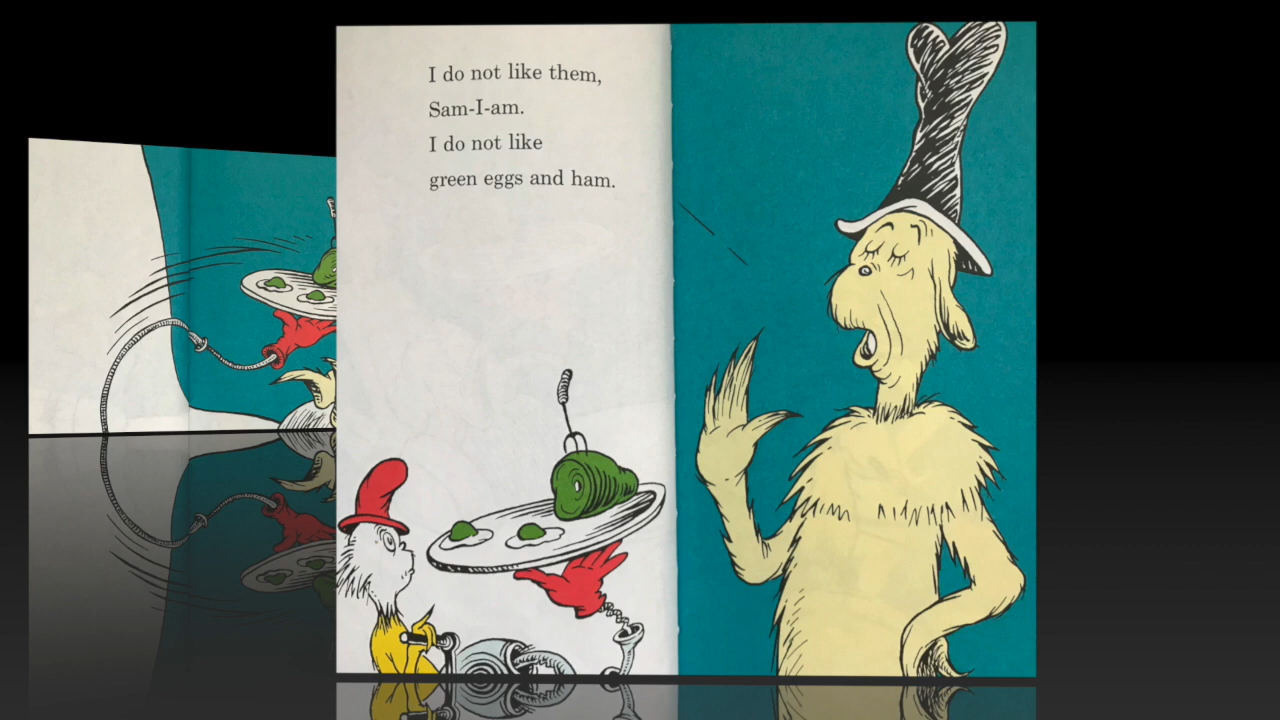 I do not like them,
Sam-I-am.
I do not like
green eggs and ham.